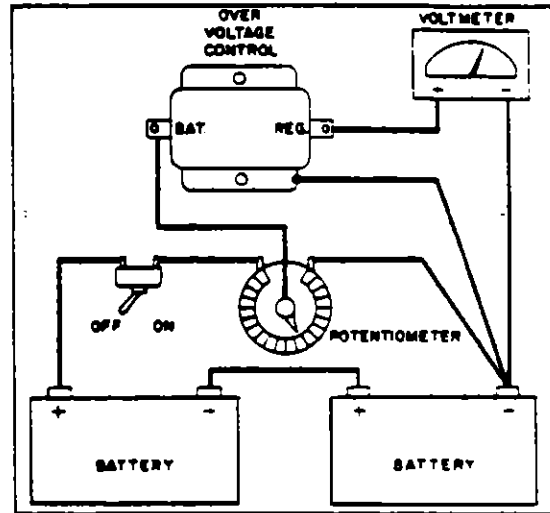 OVER
VOLTAGE
CONTROL
VOLTMETER
+ -
BAT. REG.
OFF ON
POTENTIOMETER
+ - + -
BATTERY BATTERY